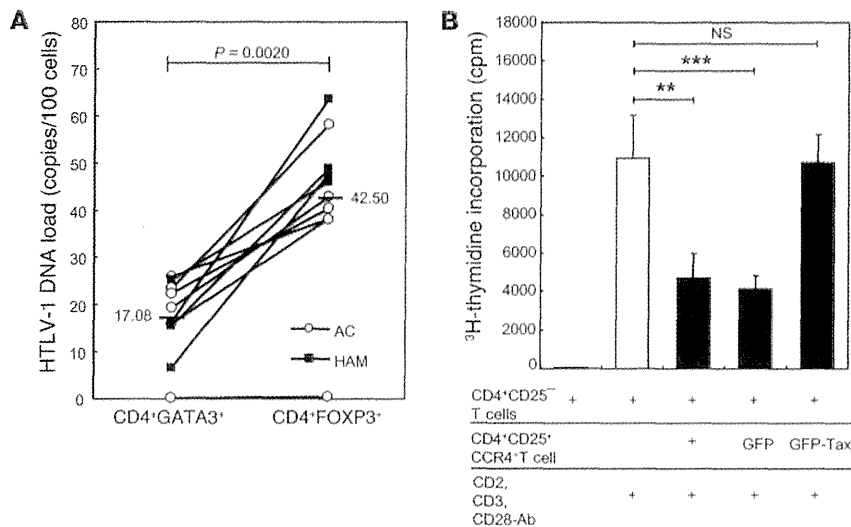 A
HTLV-1 DNA load (copies/100 cells)
80
70
60
50
40
30
20
10
0
P = 0.0020
42.50
17.08
AC
HAM
CD4+GATA3+ CD4+FOXP3+
B
³H-thymidine incorporation (cpm)
18000
16000
14000
12000
10000
8000
6000
4000
2000
0
NS
***
**
CD4+CD25−
T cells
+ + + + +
CD4+CD25+
CCR4+T cell
+ GFP GFP-Tax
CD2,
CD3,
CD28-Ab
+ + + +